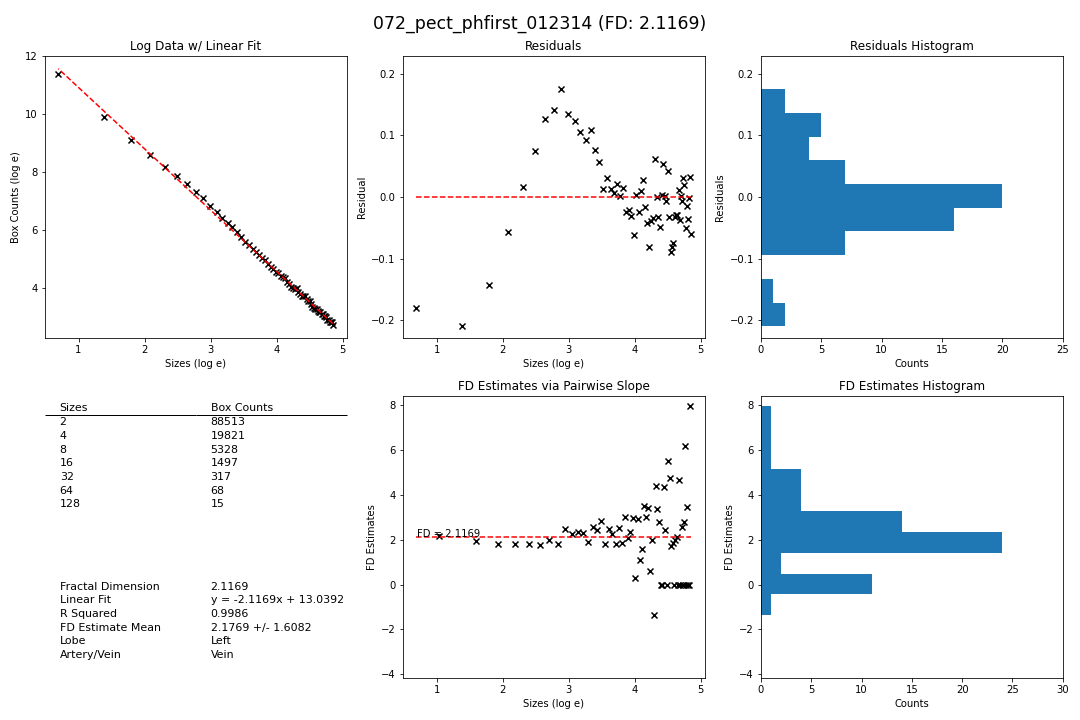 072_pect_phfirst_012314 (FD: 2.1169)
Log Data w/ Linear Fit
Box Counts (log e)
12
10
8
6
4
1 2 3 4 5
Sizes (log e)
Residuals
Residual
0.2
0.1
0.0
−0.1
−0.2
1 2 3 4 5
Sizes (log e)
Residuals Histogram
Residuals
0.2
0.1
0.0
−0.1
−0.2
0 5 10 15 20 25
Counts
Sizes Box Counts
2 88513
4 19821
8 5328
16 1497
32 317
64 68
128 15
Fractal Dimension 2.1169
Linear Fit y = -2.1169x + 13.0392
R Squared 0.9986
FD Estimate Mean 2.1769 +/- 1.6082
Lobe Left
Artery/Vein Vein
FD Estimates via Pairwise Slope
FD Estimates
8
6
4
2
0
−2
−4
FD = 2.1169
1 2 3 4 5
Sizes (log e)
FD Estimates Histogram
FD Estimates
8
6
4
2
0
−2
−4
0 5 10 15 20 25 30
Counts